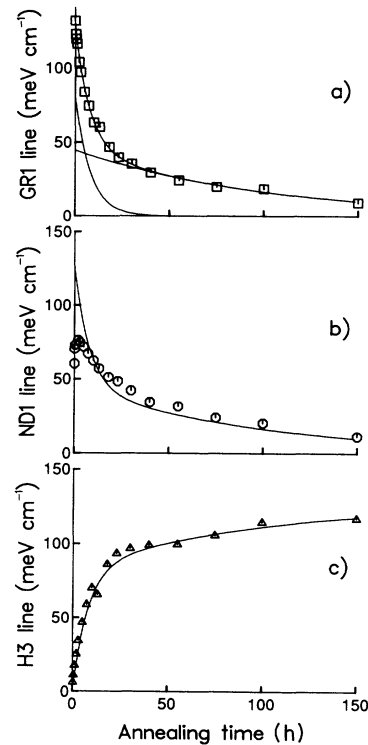 100
50
0
GR1 line (meV cm⁻¹)
a)
150
100
50
0
ND1 line (meV cm⁻¹)
b)
150
100
50
0
H3 line (meV cm⁻¹)
c)
0 50 100 150
Annealing time (h)